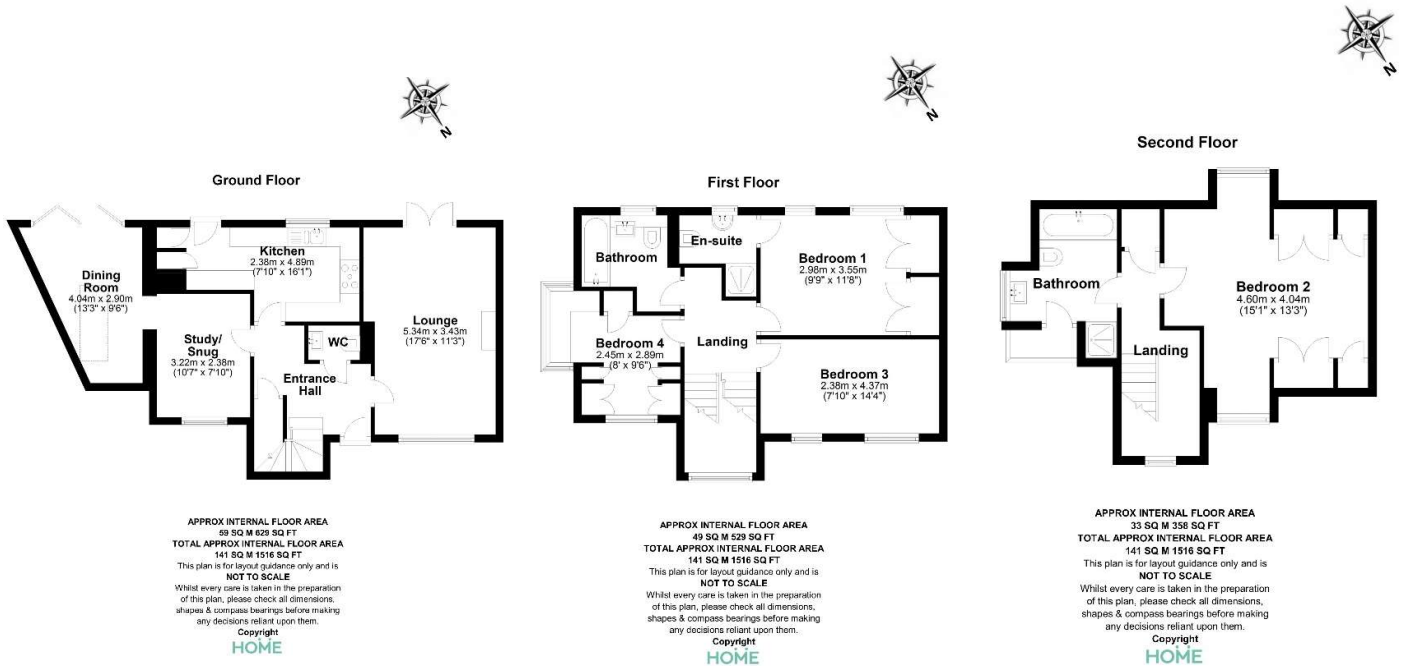 Ground Floor
N
Dining
Room
4.04m x 2.90m
(13'3" x 9'6")
Kitchen
2.38m x 4.89m
(7'10" x 16'1")
Study/
Snug
3.22m x 2.38m
(10'7" x 7'10")
WC
Entrance
Hall
Lounge
5.34m x 3.43m
(17'6" x 11'3")
APPROX INTERNAL FLOOR AREA
59 SQ M 629 SQ FT
TOTAL APPROX INTERNAL FLOOR AREA
141 SQ M 1516 SQ FT
This plan is for layout guidance only and is
NOT TO SCALE
Whilst every care is taken in the preparation
of this plan, please check all dimensions,
shapes & compass bearings before making
any decisions reliant upon them.
Copyright
HOME
First Floor
N
Bathroom
En-suite
Bedroom 1
2.98m x 3.55m
(9'9" x 11'8")
Bedroom 4
2.45m x 2.89m
(8' x 9'6")
Landing
Bedroom 3
2.38m x 4.37m
(7'10" x 14'4")
APPROX INTERNAL FLOOR AREA
49 SQ M 529 SQ FT
TOTAL APPROX INTERNAL FLOOR AREA
141 SQ M 1516 SQ FT
This plan is for layout guidance only and is
NOT TO SCALE
Whilst every care is taken in the preparation
of this plan, please check all dimensions,
shapes & compass bearings before making
any decisions reliant upon them.
Copyright
HOME
Second Floor
N
Bathroom
Bedroom 2
4.60m x 4.04m
(15'1" x 13'3")
Landing
APPROX INTERNAL FLOOR AREA
33 SQ M 358 SQ FT
TOTAL APPROX INTERNAL FLOOR AREA
141 SQ M 1516 SQ FT
This plan is for layout guidance only and is
NOT TO SCALE
Whilst every care is taken in the preparation
of this plan, please check all dimensions,
shapes & compass bearings before making
any decisions reliant upon them.
Copyright
HOME